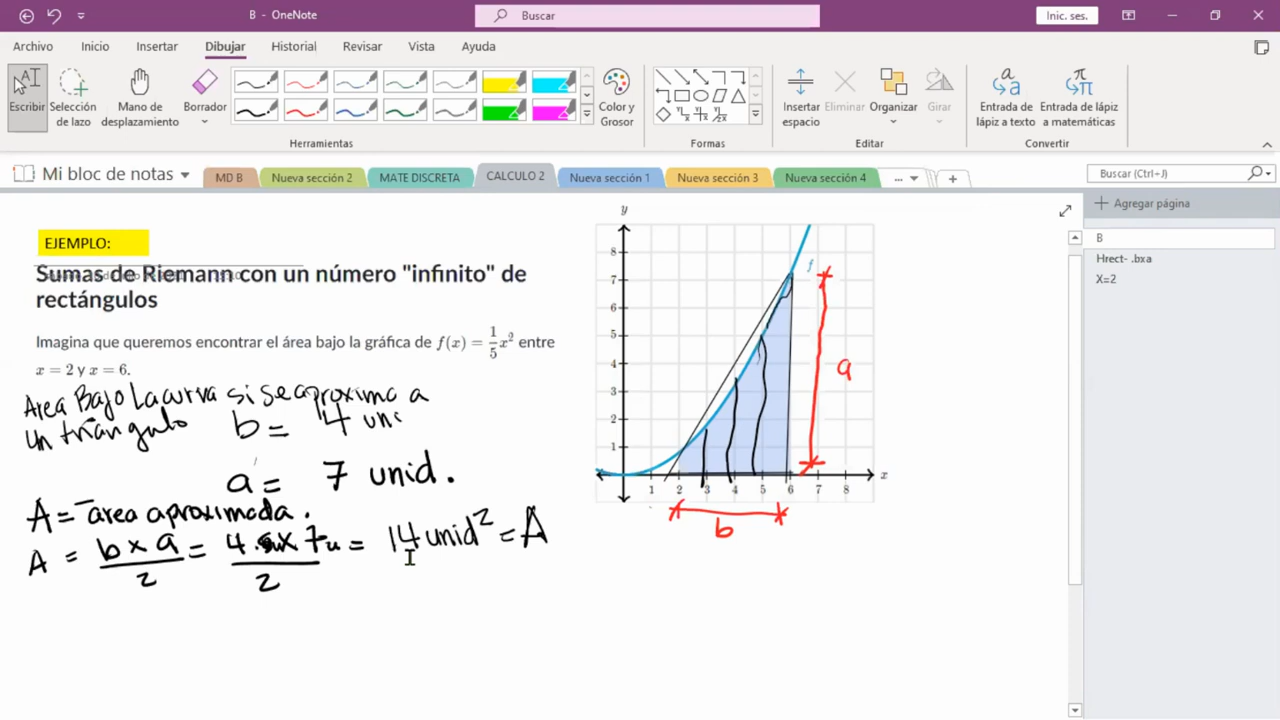 B - OneNote
Buscar
Inic. ses.
Archivo Inicio Insertar Dibujar Historial Revisar Vista Ayuda
Escribir
Selección de lazo
Mano de desplazamiento
Borrador
Color y Grosor
Insertar espacio
Eliminar
Organizar
Girar
Entrada de lápiz a texto
Entrada de lápiz a matemáticas
Herramientas
Formas
Editar
Convertir
Mi bloc de notas
MD B
Nueva sección 2
MATE DISCRETA
CALCULO 2
Nueva sección 1
Nueva sección 3
Nueva sección 4
...
Buscar (Ctrl+J)
Agregar página
B
Hrect- .bxa
X=2
EJEMPLO:
Sumas de Riemann con un número "infinito" de
rectángulos
Imagina que queremos encontrar el área bajo la gráfica de f(x) = 1/5 x² entre
x = 2 y x = 6.
Area Bajo La curva si se aproxima a
un triángulo b = 4 uni
a = 7 unid.
A = area aproximada.
A = b x a / 2 = 4 x 7u / 2 = 14 unid² = A
y
8
7
6
5
4
3
2
1
1 2 3 4 5 6 7 8 x
f
a
b